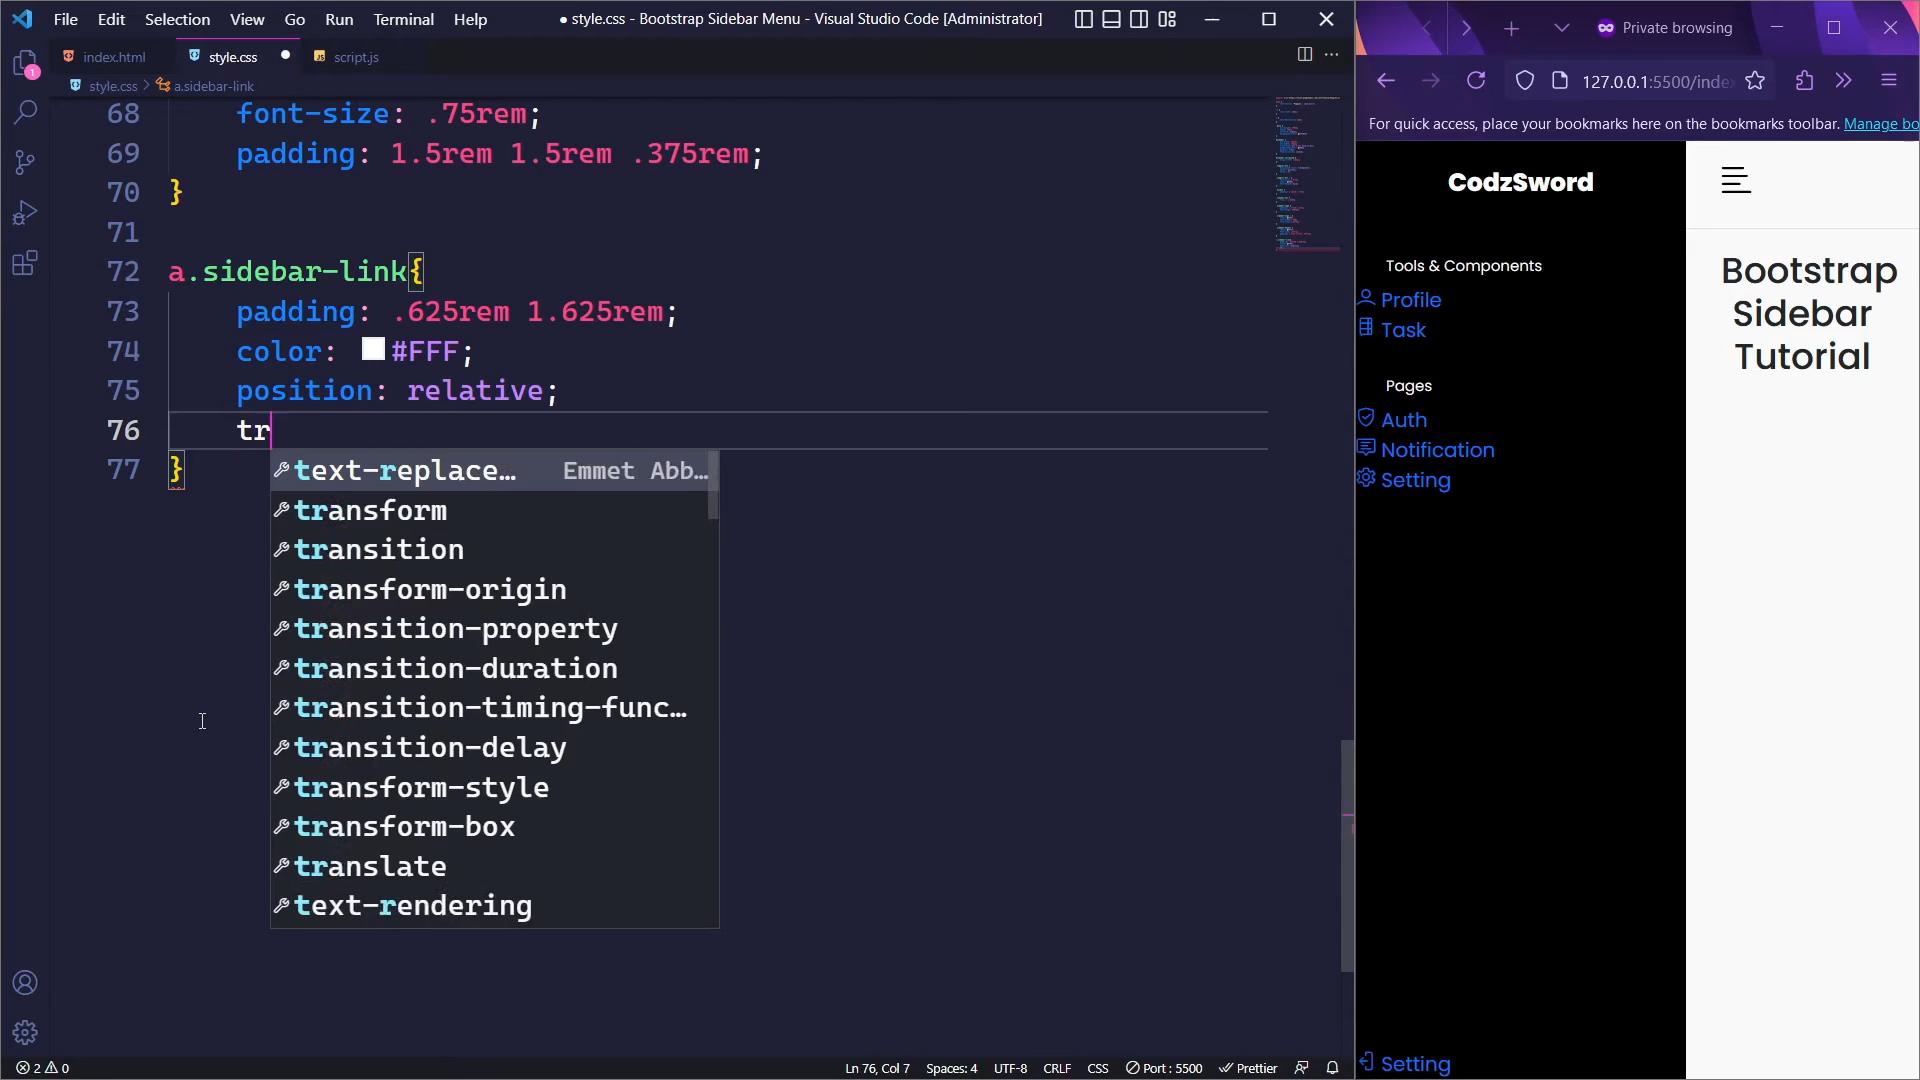 File Edit Selection View Go Run Terminal Help
● style.css - Bootstrap Sidebar Menu - Visual Studio Code [Administrator]
index.html style.css script.js
style.css > a.sidebar-link
68 font-size: .75rem;
69 padding: 1.5rem 1.5rem .375rem;
70 }
71
72 a.sidebar-link{
73 padding: .625rem 1.625rem;
74 color: #FFF;
75 position: relative;
76 tr
77 }
text-replace… Emmet Abb…
transform
transition
transform-origin
transition-property
transition-duration
transition-timing-func…
transition-delay
transform-style
transform-box
translate
text-rendering
1
2 0
Ln 76, Col 7 Spaces: 4 UTF-8 CRLF CSS Port : 5500 Prettier
Private browsing
127.0.0.1:5500/inde
For quick access, place your bookmarks here on the bookmarks toolbar. Manage bo
CodzSword
Tools & Components
Profile
Task
Pages
Auth
Notification
Setting
Setting
Bootstrap
Sidebar
Tutorial